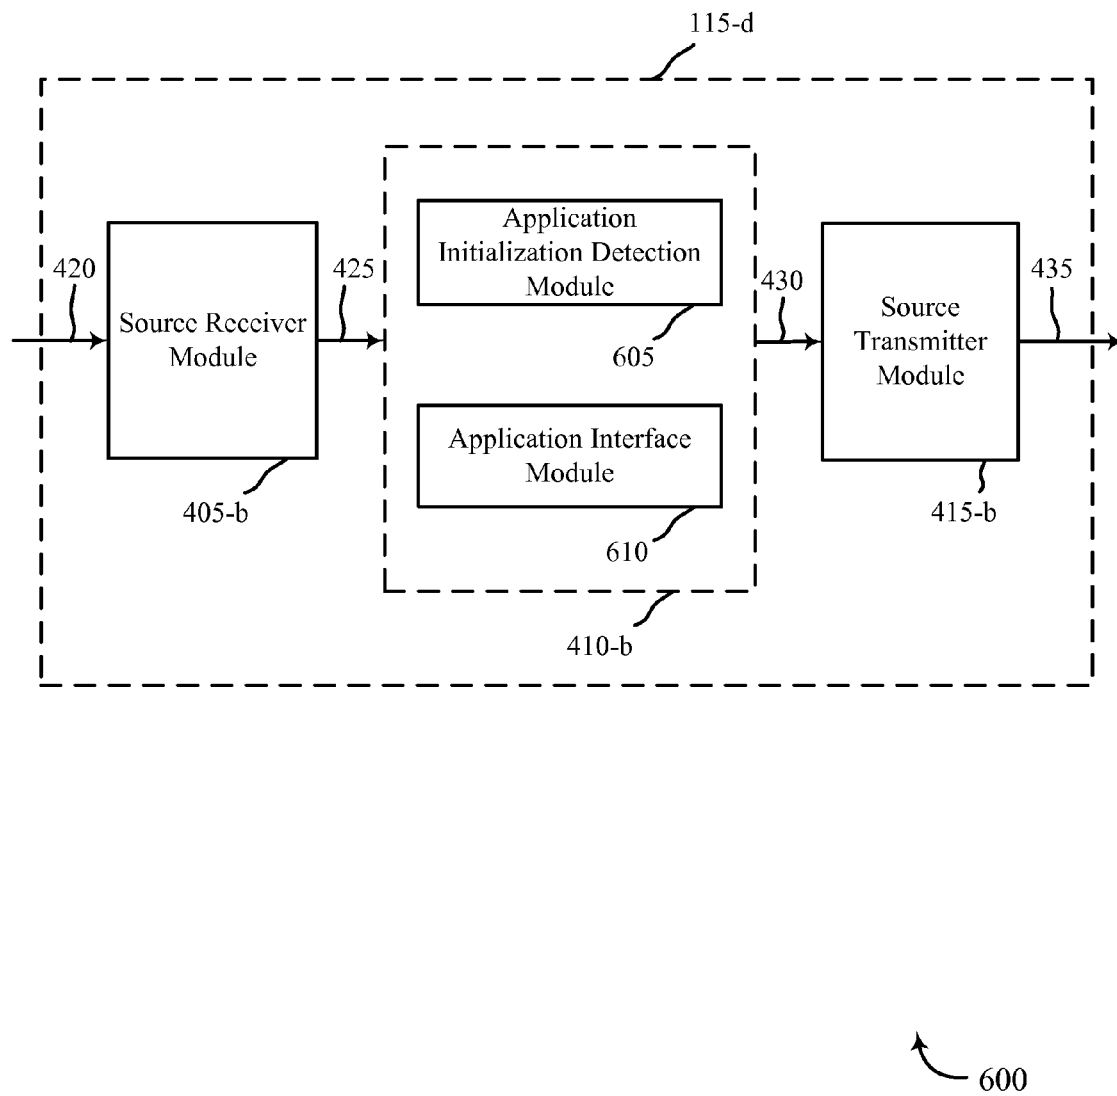 115-d
420
Source Receiver
Module
405-b
425
Application
Initialization Detection
Module
605
Application Interface
Module
610
410-b
430
Source
Transmitter
Module
415-b
435
600